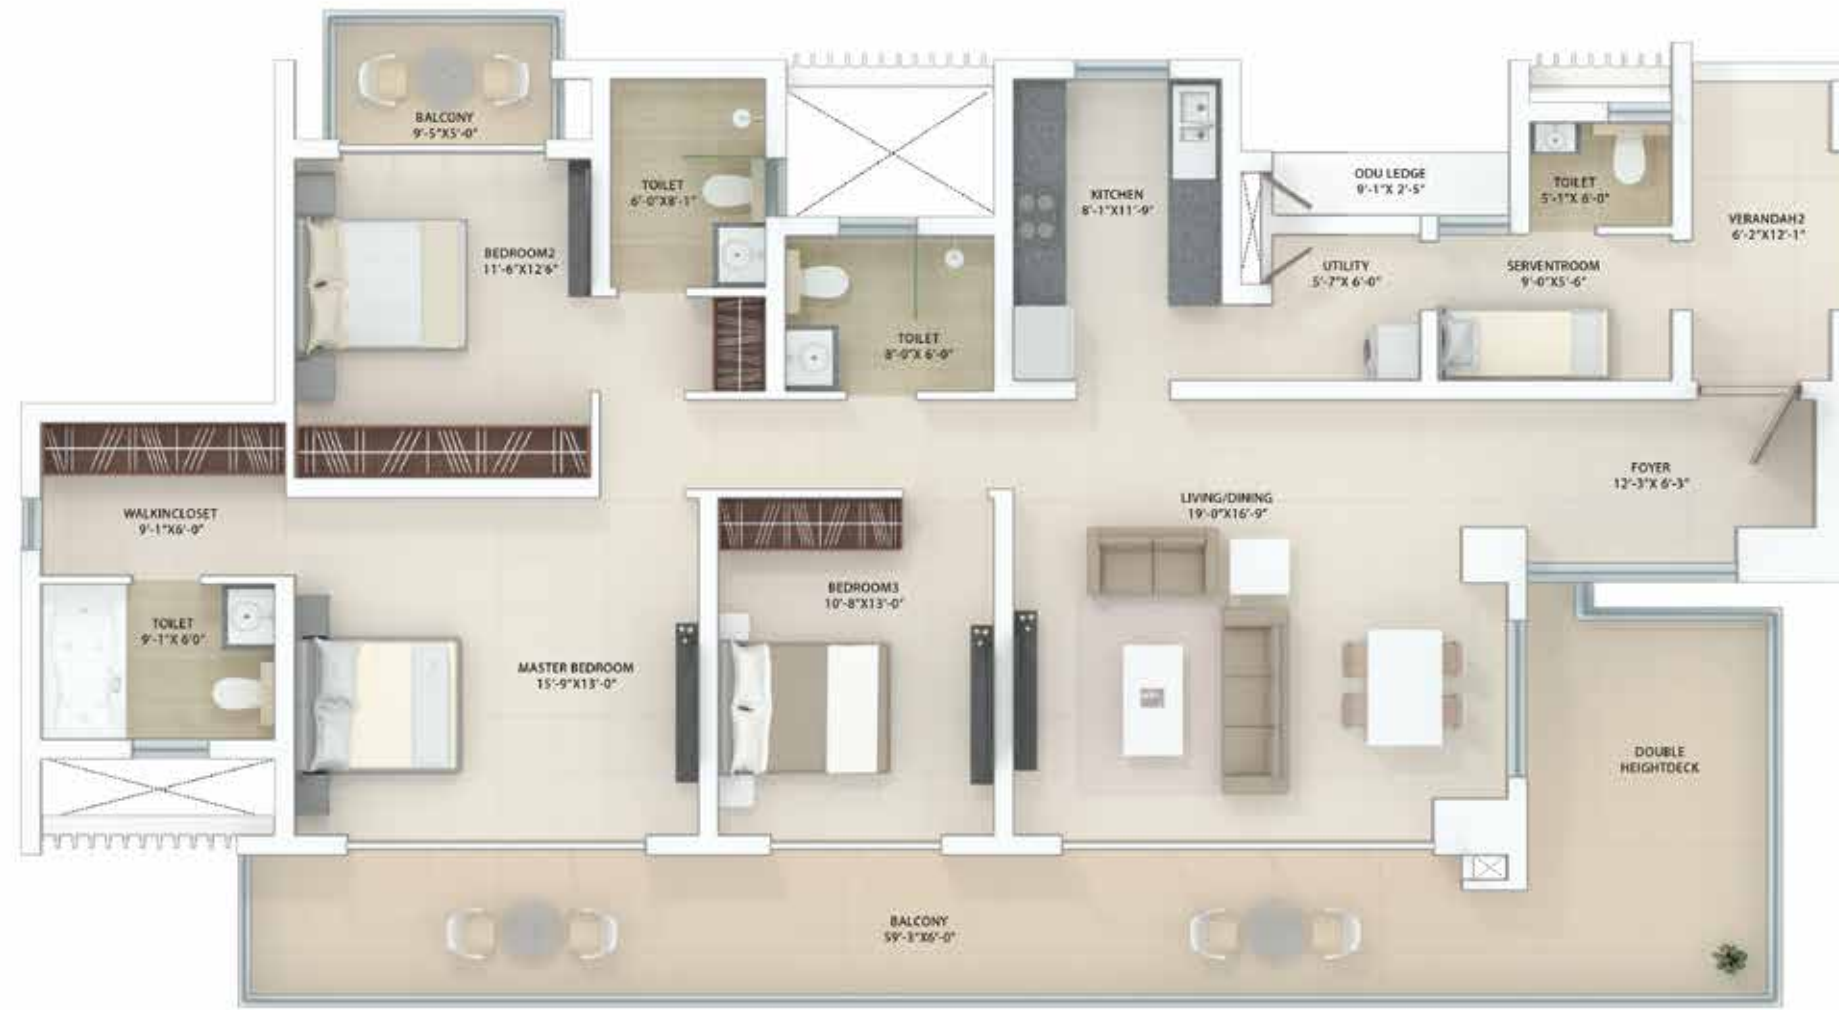 BALCONY
9'-5"X5'-0"
TOILET
6'-0"X8'-1"
KITCHEN
8'-1"X11'-9"
ODU LEDGE
9'-1"X 2'-5"
TOILET
5'-1"X 6'-0"
VERANDAH2
6'-2"X12'-1"
BEDROOM2
11'-6"X12'6"
UTILITY
5'-7"X 6'-0"
SERVENTROOM
9'-0"X5'-6"
TOILET
8'-0"X 6'-0"
FOYER
12'-3"X 6'-3"
LIVING/DINING
19'-0"X16'-9"
WALKINCLOSET
9'-1"X6'-0"
BEDROOM3
10'-8"X13'-0"
TOILET
9'-1"X 6'0"
MASTER BEDROOM
15'-9"X13'-0"
DOUBLE
HEIGHTDECK
BALCONY
59'-3"X6'-0"